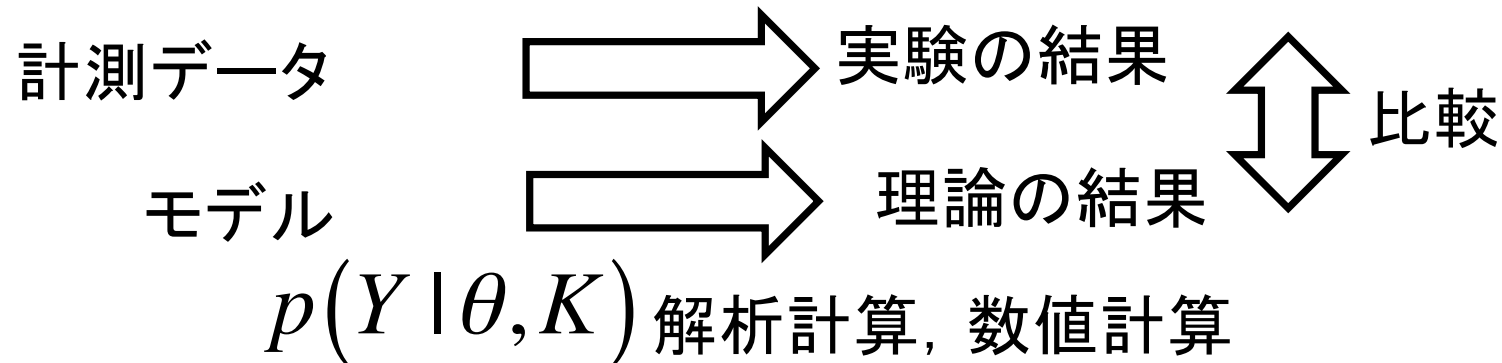 計測データ 実験の結果
比較
モデル 理論の結果
p(Y | θ, K) 解析計算, 数値計算